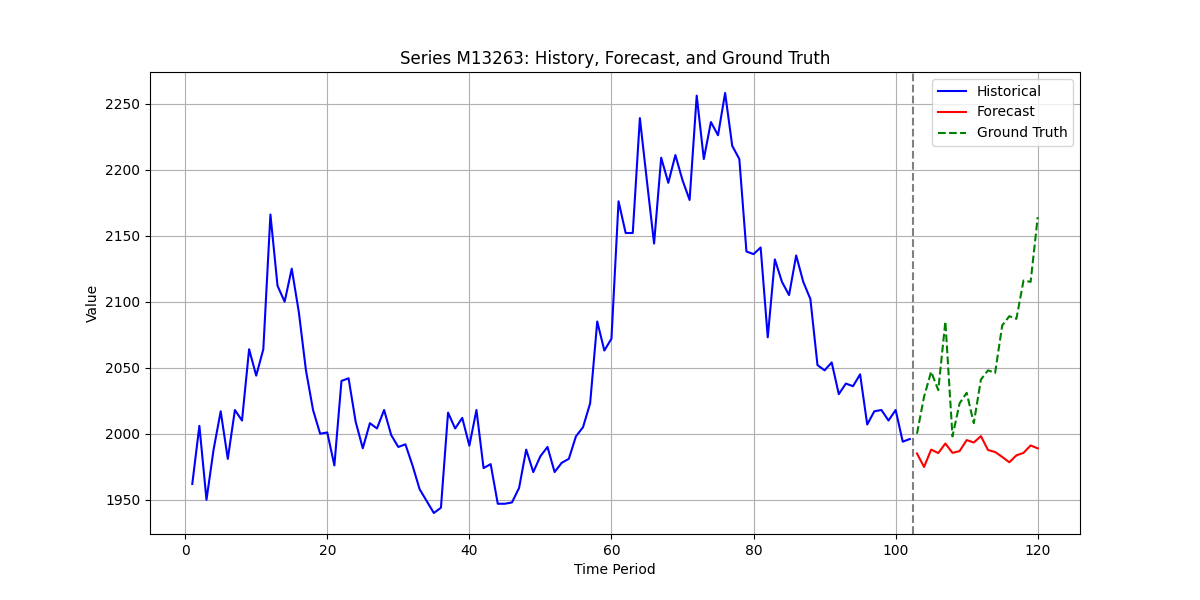 Series M13263: History, Forecast, and Ground Truth
Historical
Forecast
Ground Truth
Value
2250
2200
2150
2100
2050
2000
1950
0 20 40 60 80 100 120
Time Period